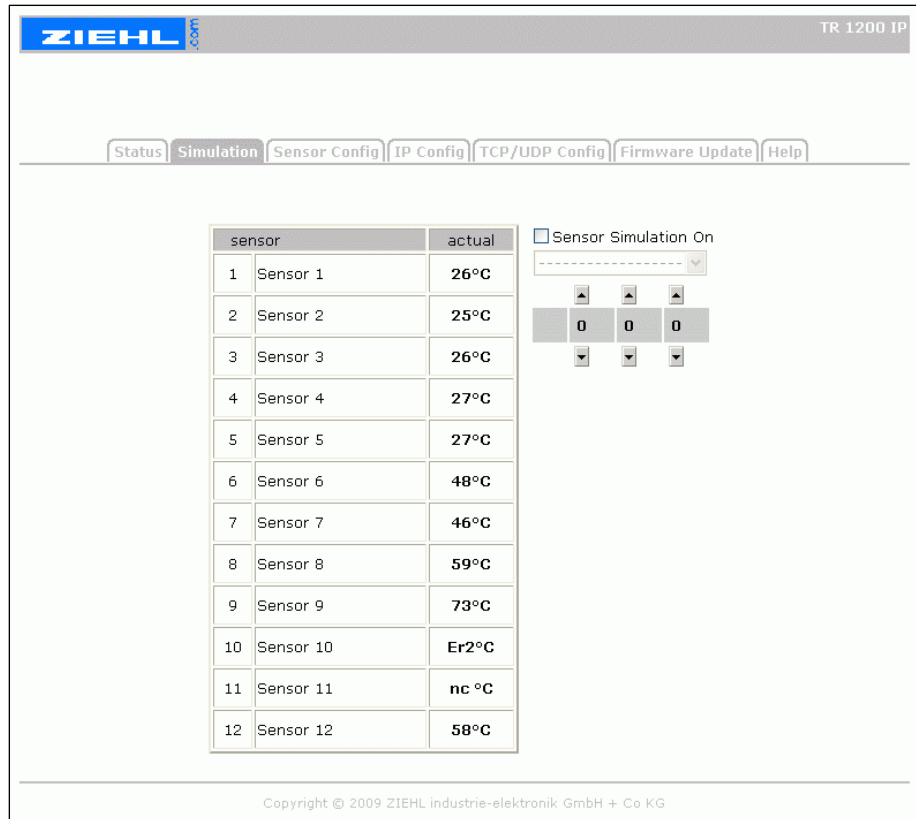 ZIEHL .com TR 1200 IP
Status Simulation Sensor Config IP Config TCP/UDP Config Firmware Update Help
sensor actual
1 Sensor 1 26°C
2 Sensor 2 25°C
3 Sensor 3 26°C
4 Sensor 4 27°C
5 Sensor 5 27°C
6 Sensor 6 48°C
7 Sensor 7 46°C
8 Sensor 8 59°C
9 Sensor 9 73°C
10 Sensor 10 Er2°C
11 Sensor 11 nc °C
12 Sensor 12 58°C
Sensor Simulation On
------------------
0 0 0
Copyright © 2009 ZIEHL industrie-elektronik GmbH + Co KG